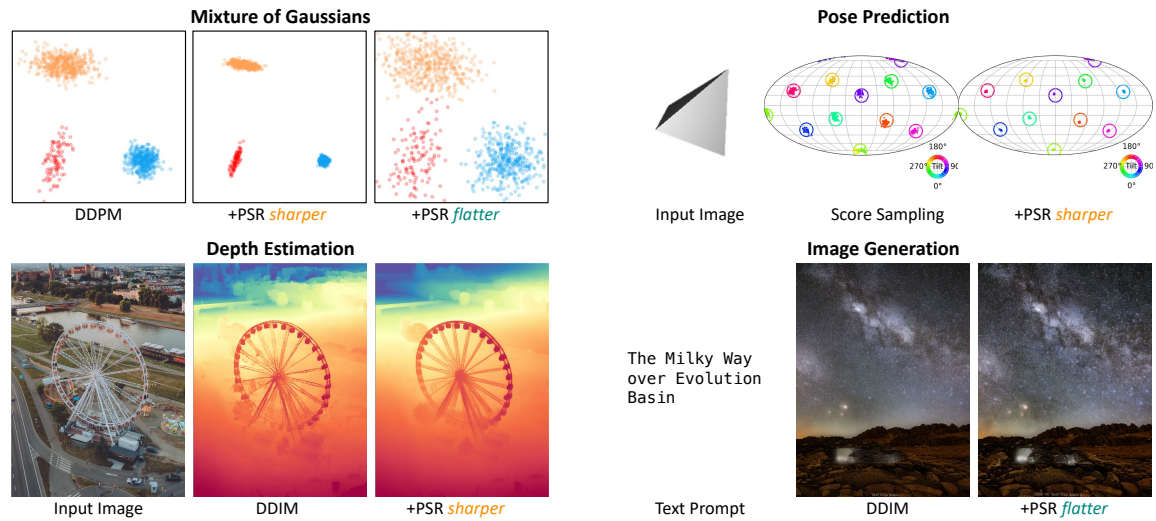 Mixture of Gaussians
DDPM
+PSR sharper
+PSR flatter
Pose Prediction
180°
270°
Tilt
90
0°
180°
270°
Tilt
90
0°
Input Image
Score Sampling
+PSR sharper
Depth Estimation
Input Image
DDIM
+PSR sharper
Image Generation
The Milky Way
over Evolution
Basin
Text Prompt
DDIM
+PSR flatter